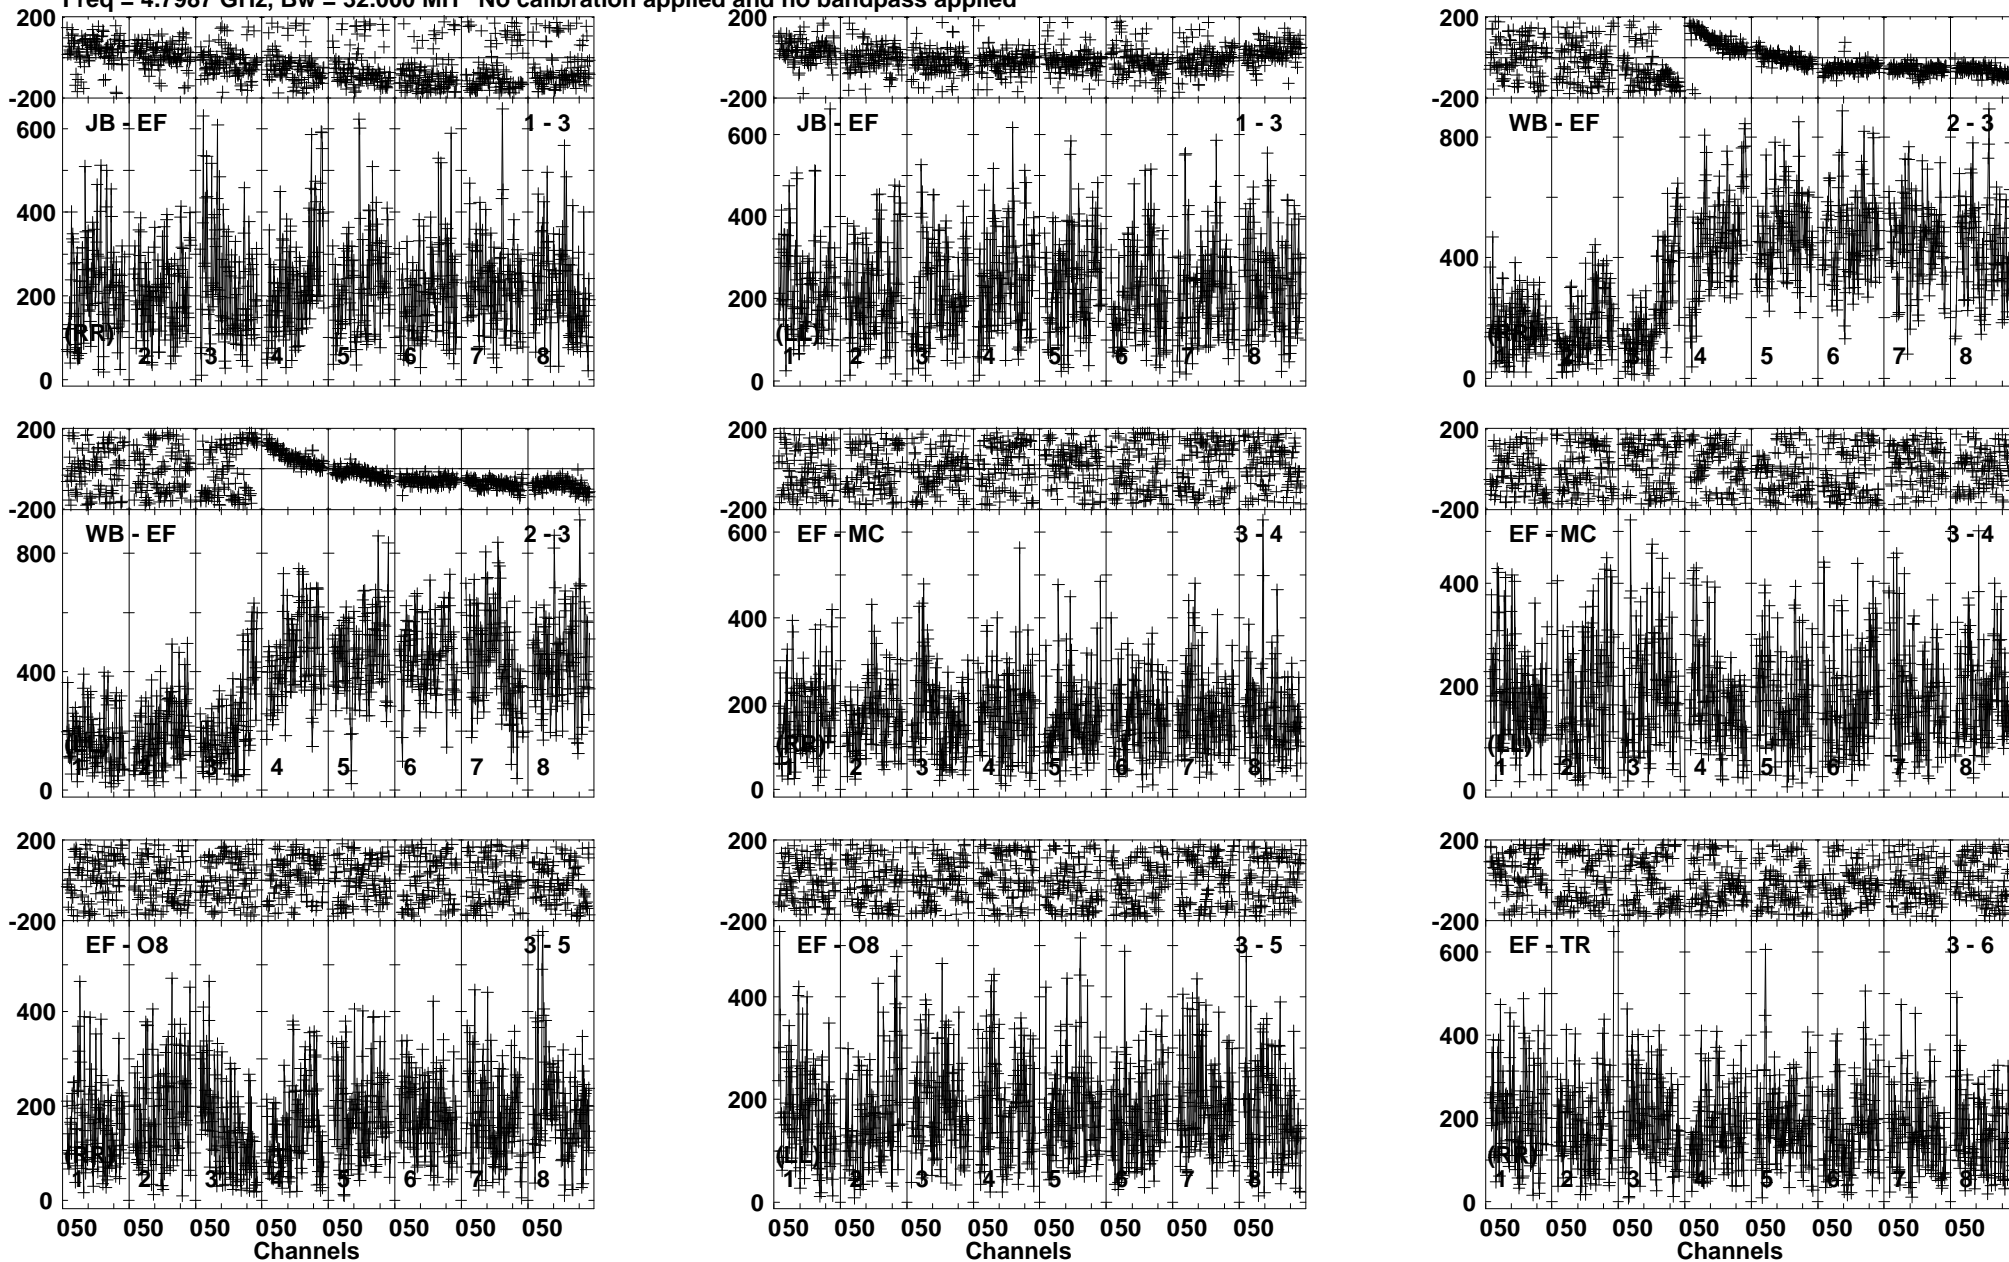 Freq = 4.7987 GHz, Bw = 32.000 MH No calibration applied and no bandpass applied
200 200 200
-200 -200 -200
JB - EF 1 - 3 JB - EF 1 - 3 WB - EF 2 - 3
600 600 800
400 400 400
200 200
(RR) (LL) (RR)
1 2 3 4 5 6 7 8 1 2 3 4 5 6 7 8 1 2 3 4 5 6 7 8
0 0 0
200 200 200
-200 -200 -200
WB - EF 2 - 3 EF - MC 3 - 4 EF - MC 3 - 4
800 600 400
400 400 200
200
(LL) (RR) (LL)
1 2 3 4 5 6 7 8 1 2 3 4 5 6 7 8 1 2 3 4 5 6 7 8
0 0 0
200 200 200
-200 -200 -200
EF - O8 3 - 5 EF - O8 3 - 5 EF - TR 3 - 6
400 400 600
200 200 400
200
(RR) (LL) (RR)
1 2 3 4 5 6 7 8 1 2 3 4 5 6 7 8 1 2 3 4 5 6 7 8
0 0 0
050 050 050 050 050 050 050 050 050 050 050 050 050 050 050 050 050 050 050 050 050 050 050 050
Channels Channels Channels